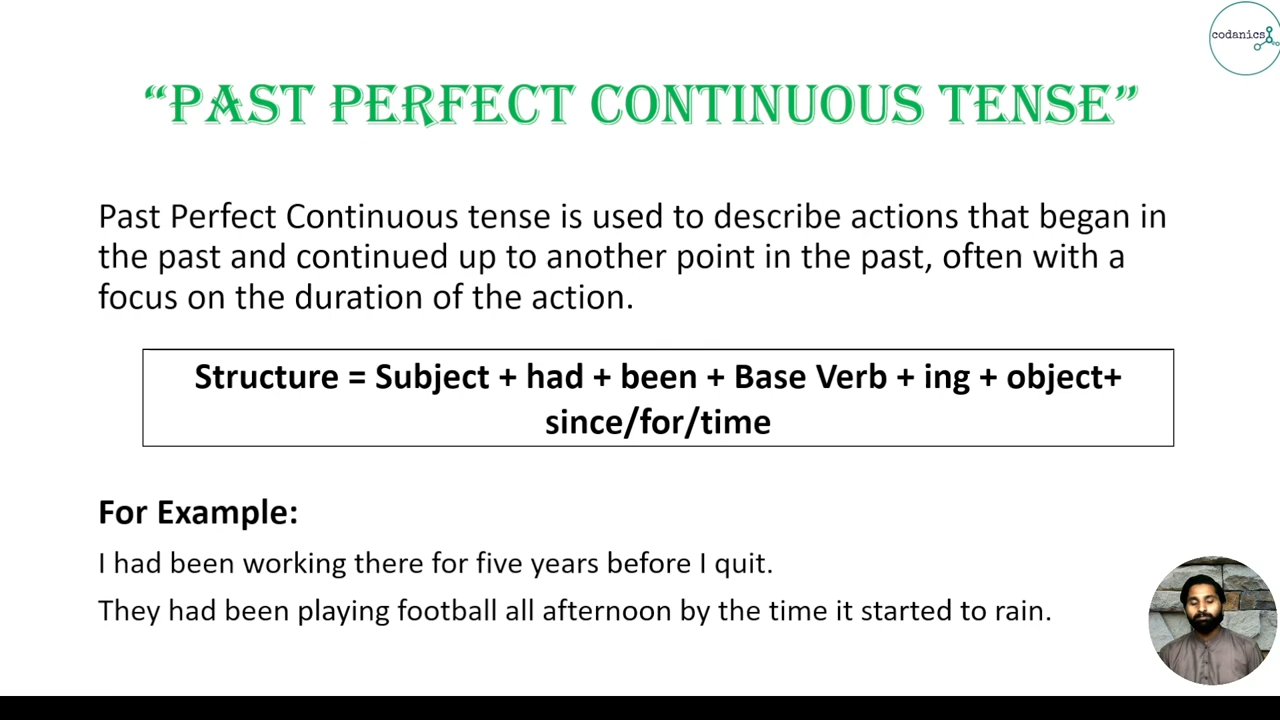 codanics
“PAST PERFECT CONTINUOUS TENSE”
Past Perfect Continuous tense is used to describe actions that began in
the past and continued up to another point in the past, often with a
focus on the duration of the action.
Structure = Subject + had + been + Base Verb + ing + object+
since/for/time
For Example:
I had been working there for five years before I quit.
They had been playing football all afternoon by the time it started to rain.